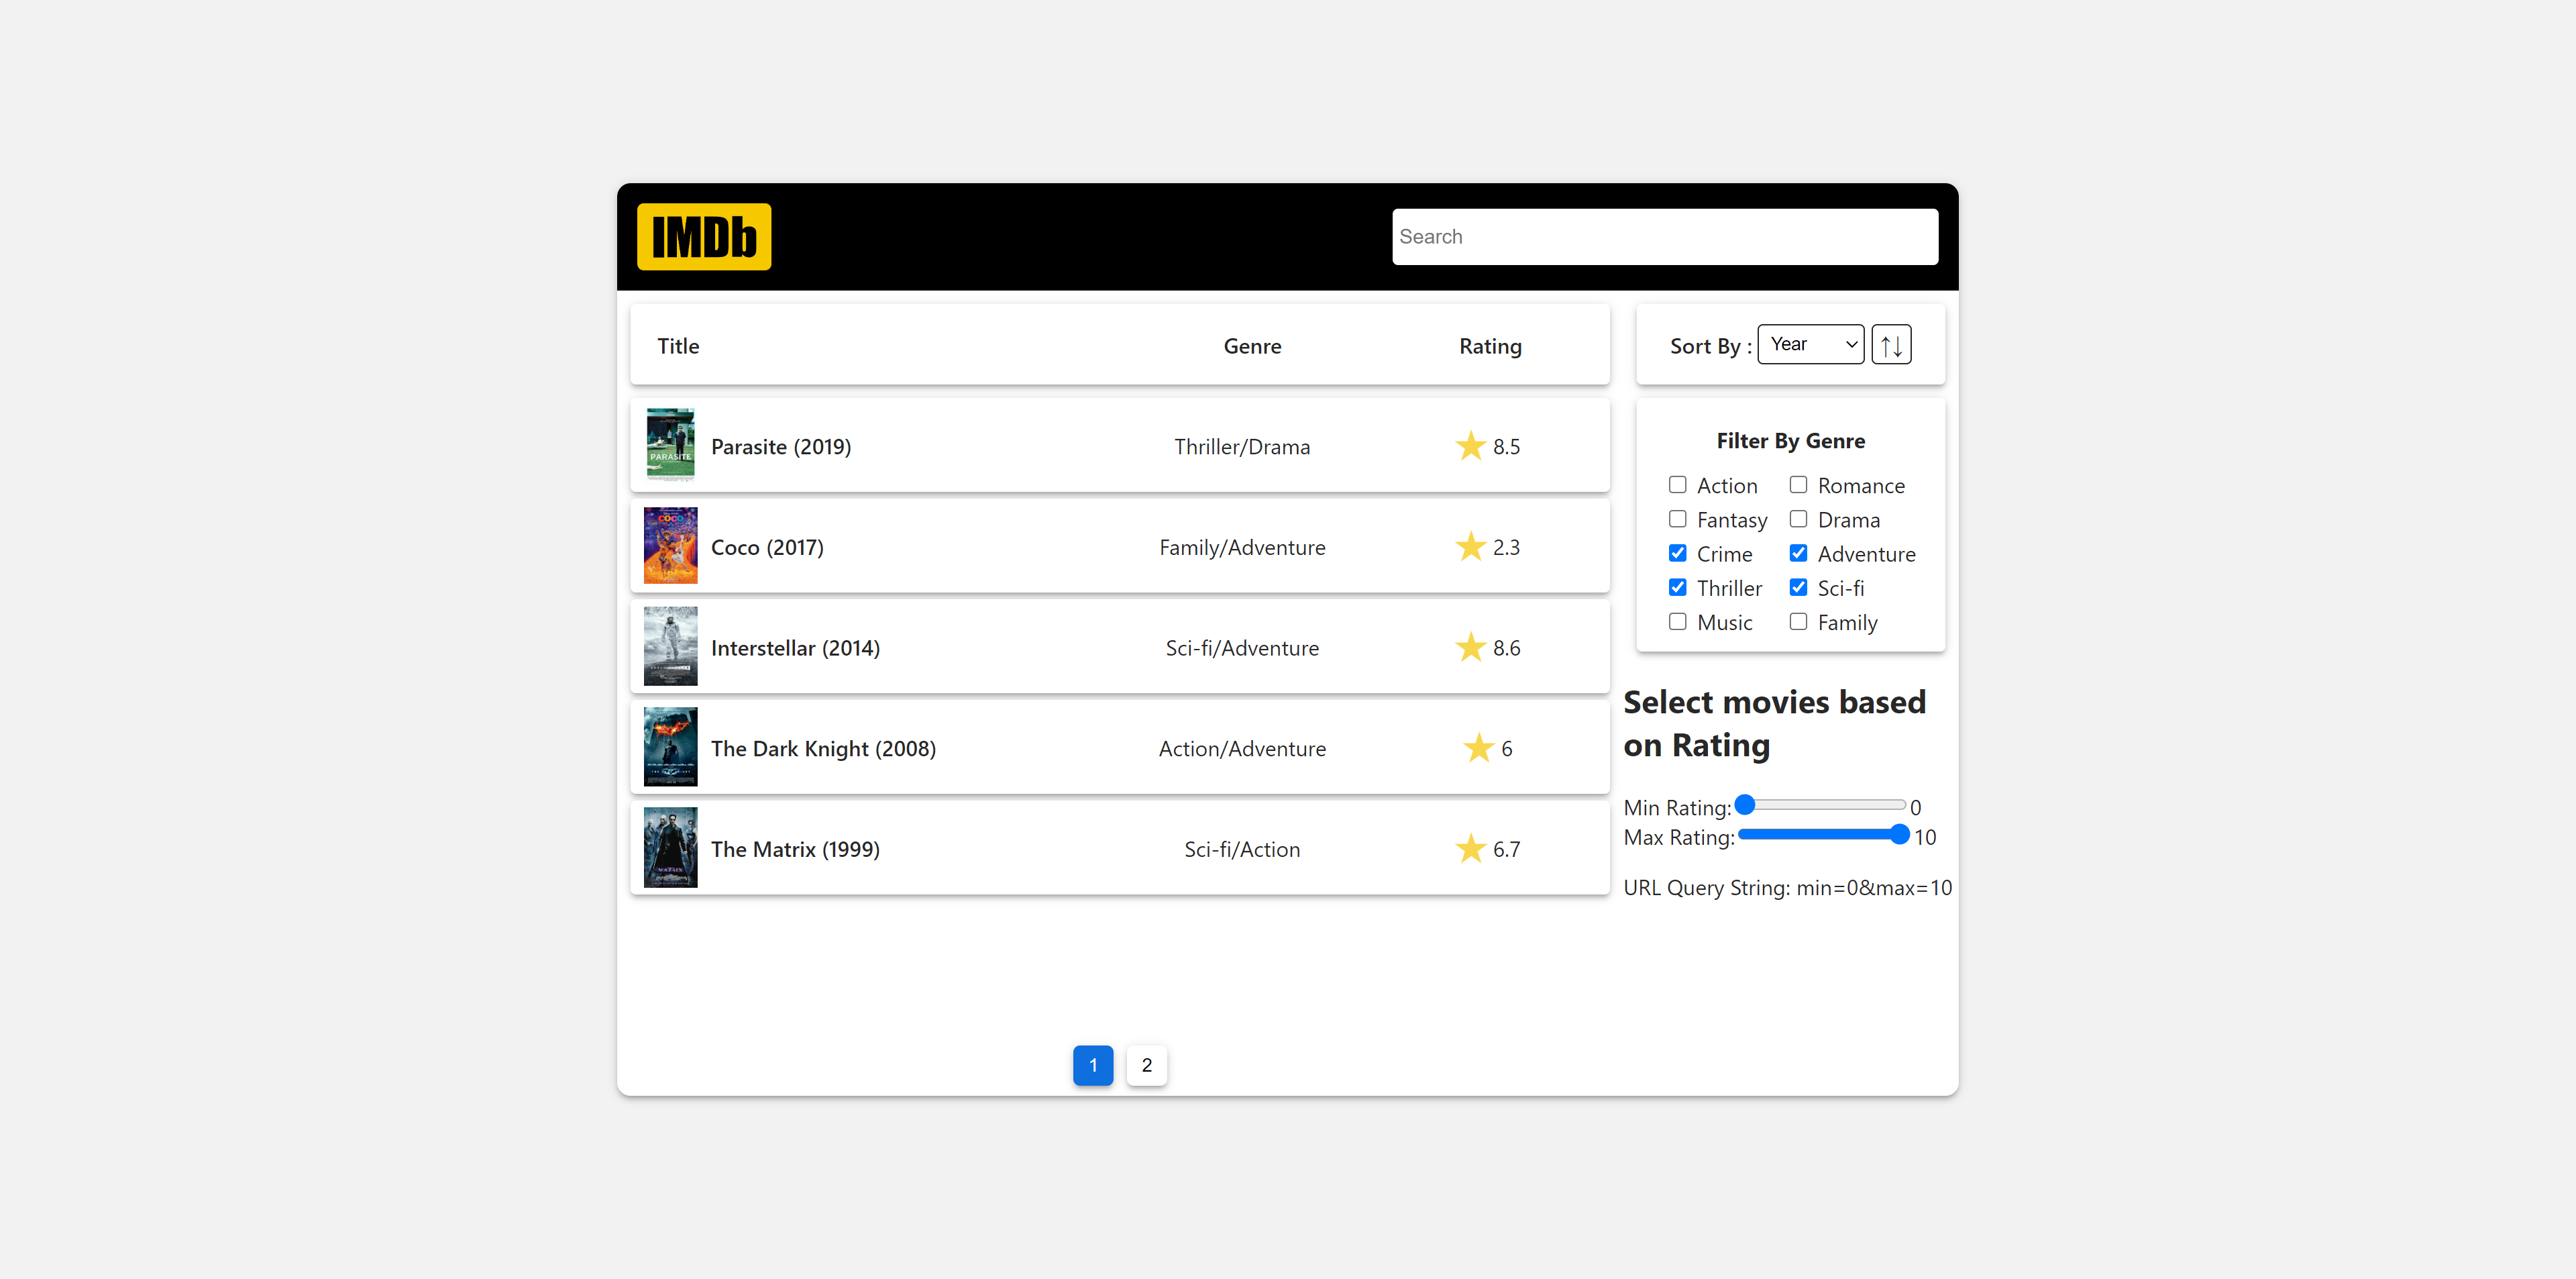 IMDb
Search
Title Genre Rating
Sort By : Year ↑↓
PARASITE
Parasite (2019) Thriller/Drama 8.5
COCO
Coco (2017) Family/Adventure 2.3
Interstellar (2014) Sci-fi/Adventure 8.6
The Dark Knight (2008) Action/Adventure 6
MATRIX
The Matrix (1999) Sci-fi/Action 6.7
Filter By Genre
Action Romance
Fantasy Drama
Crime Adventure
Thriller Sci-fi
Music Family
Select movies based
on Rating
Min Rating: 0
Max Rating: 10
URL Query String: min=0&max=10
1 2